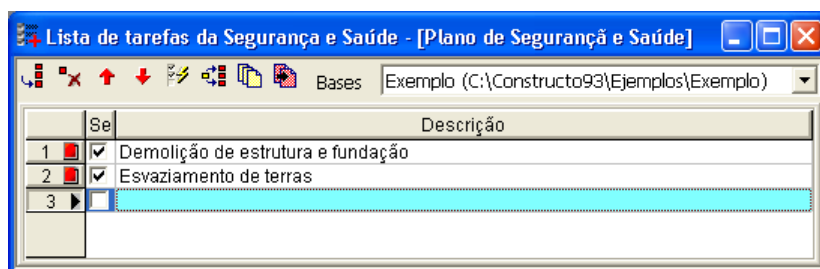 Lista de tarefas da Segurança e Saúde - [Plano de Segurançã e Saúde]
Bases Exemplo (C:\Constructo93\Ejemplos\Exemplo)
Se Descrição
1 Demolição de estrutura e fundação
2 Esvaziamento de terras
3